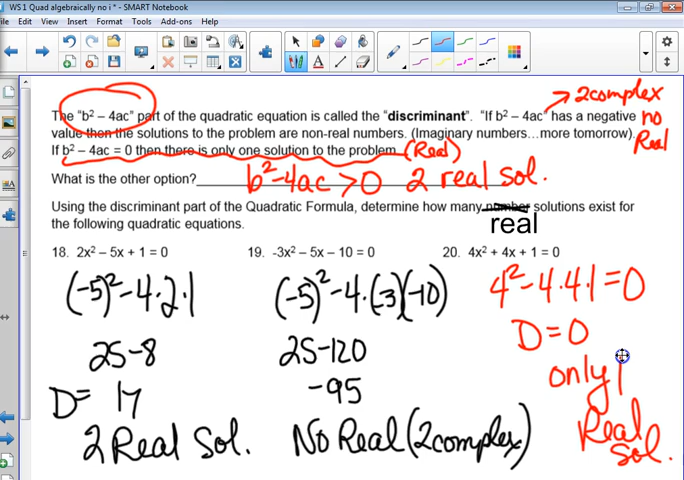 WS 1 Quad algebraically no i * - SMART Notebook
File Edit View Insert Format Tools Add-ons Help
→ 2complex
The "b² – 4ac" part of the quadratic equation is called the "discriminant". "If b² – 4ac" has a negative no
value then the solutions to the problem are non-real numbers. (Imaginary numbers…more tomorrow). Real
If b² – 4ac = 0 then there is only one solution to the problem. (Real)
What is the other option? b²-4ac > 0 2 real sol.
Using the discriminant part of the Quadratic Formula, determine how many number solutions exist for
real
the following quadratic equations.
18. 2x² – 5x + 1 = 0 19. -3x² – 5x – 10 = 0 20. 4x² + 4x + 1 = 0
(-5)² - 4·2·1 (-5)² - 4·(-3)(-10) 4² - 4·4·1 = 0
25-8 25-120 D = 0
D = 17 -95 only 1
2 Real Sol. No Real (2complex) Real
Sol.